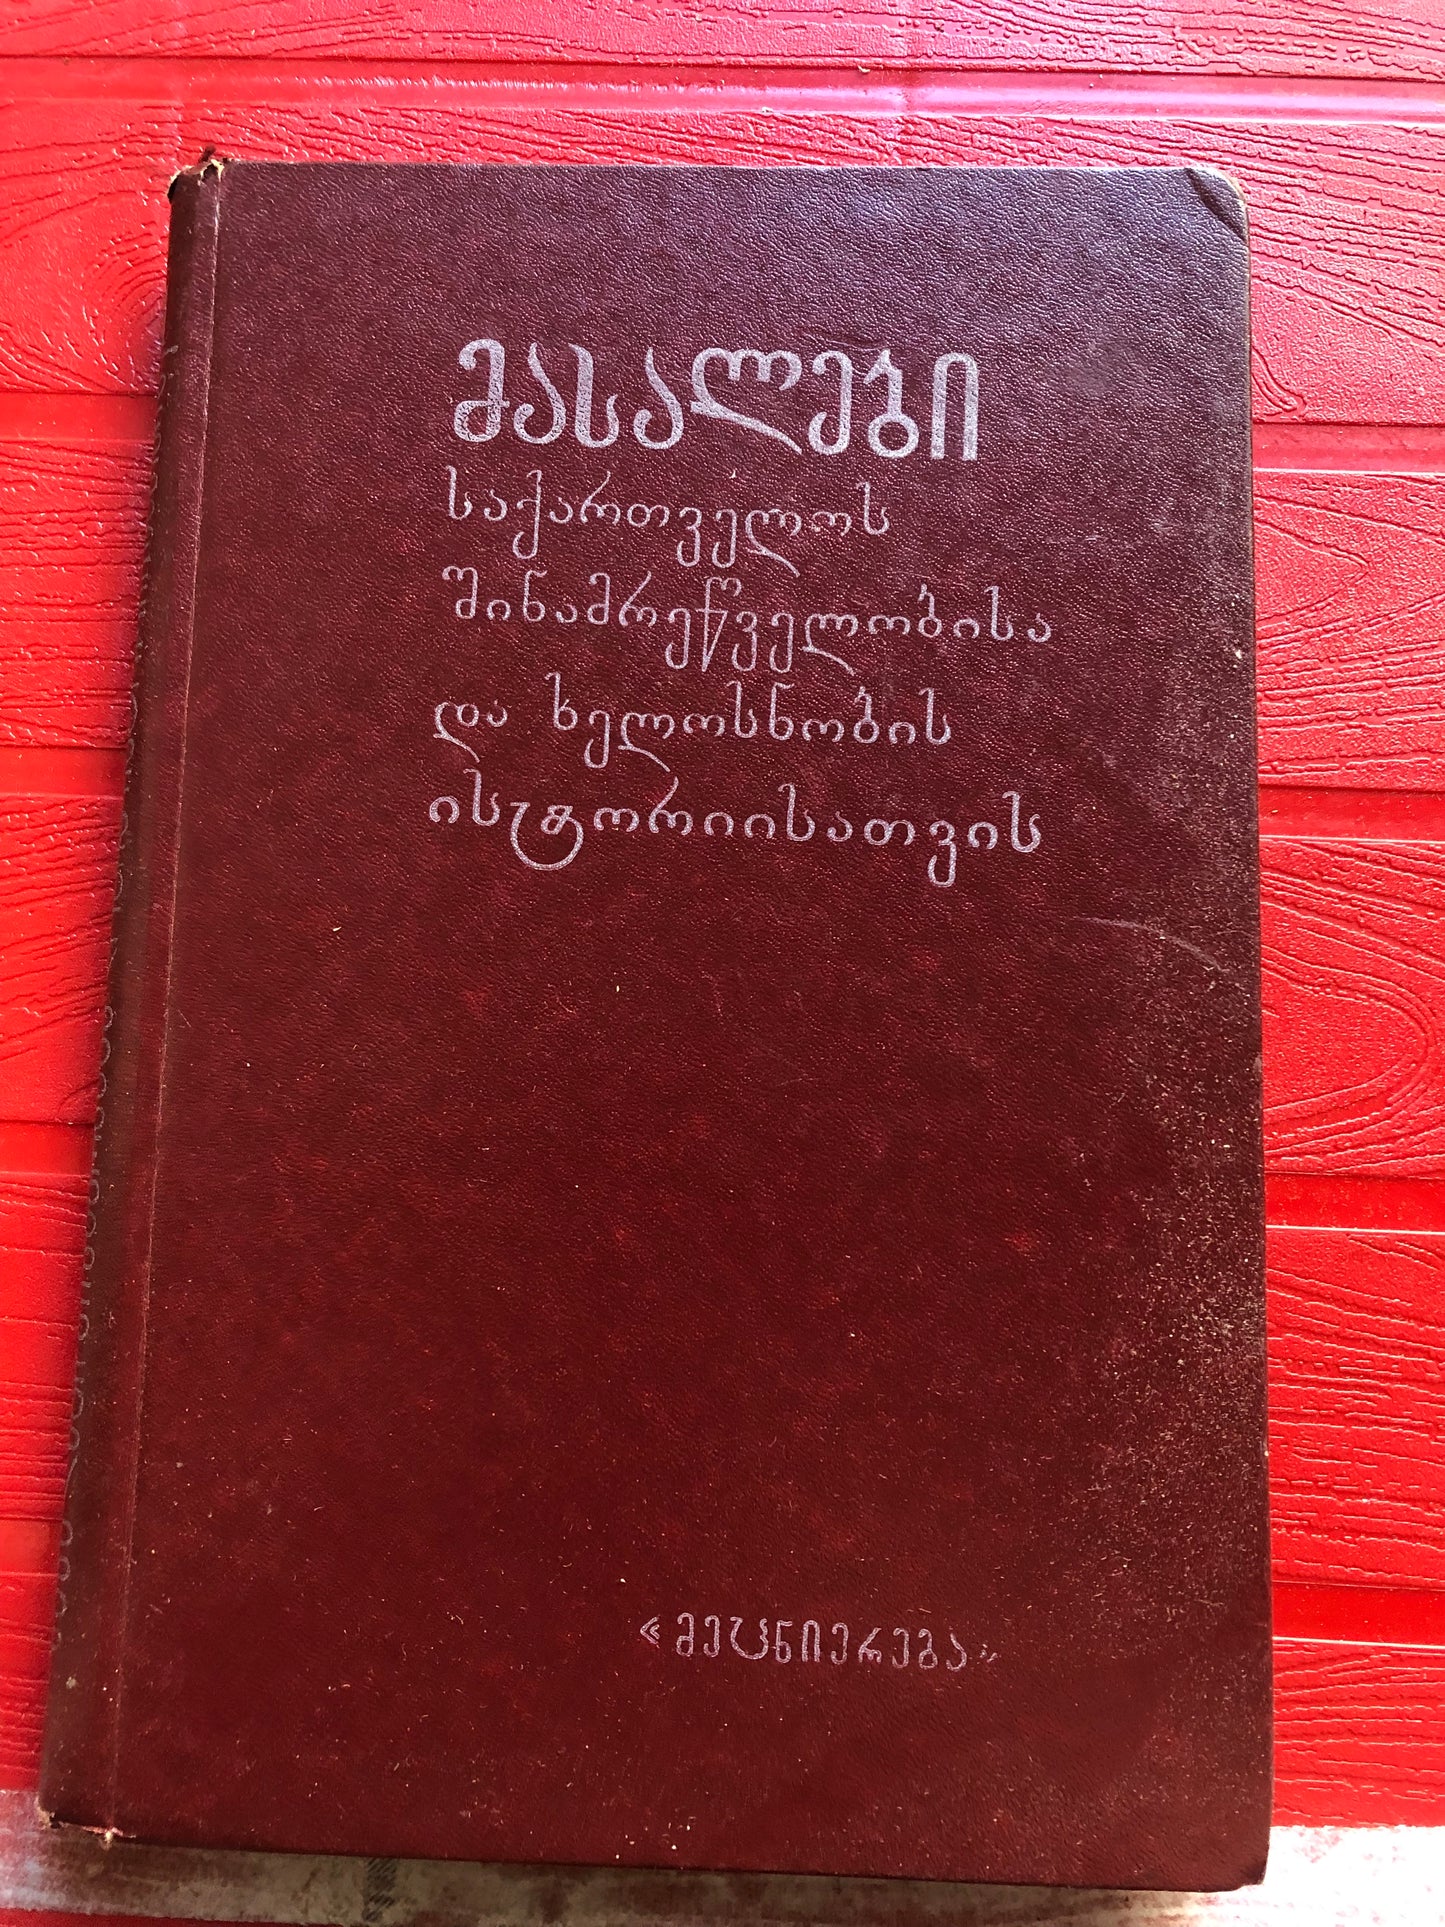 მასალები
საქართველოს
შინამრეწველობისა
და ხელოსნობის
ისტორიისათვის
«მეცნიერება»